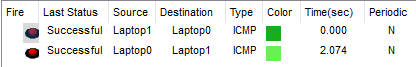 Fire Last Status Source Destination Type Color Time(sec) Periodic
Successful Laptop1 Laptop0 ICMP 0.000 N
Successful Laptop0 Laptop1 ICMP 2.074 N